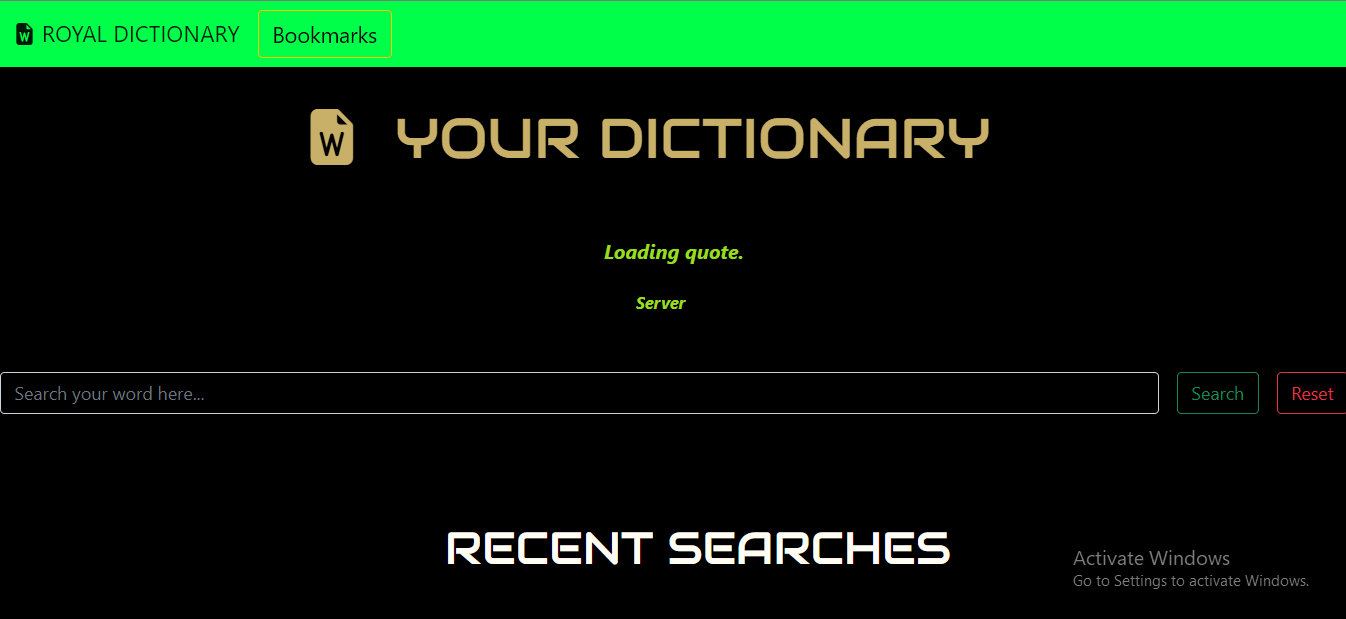 W ROYAL DICTIONARY Bookmarks
W YOUR DICTIONARY
Loading quote.
Server
Search your word here... Search Reset
RECENT SEARCHES
Activate Windows
Go to Settings to activate Windows.